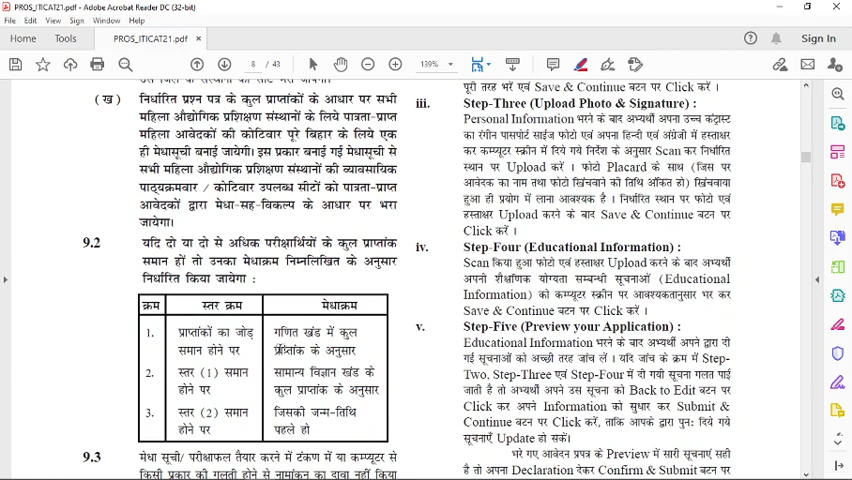 PROS_ITICAT21.pdf - Adobe Acrobat Reader DC (32-bit)
File Edit View Sign Window Help
Home Tools PROS_ITICAT21.pdf × Sign In
8 / 43 139%
(ख) निर्धारित प्रश्न पत्र के कुल प्राप्तांकों के आधार पर सभी
महिला औद्योगिक प्रशिक्षण संस्थानों के लिये पात्रता-प्राप्त
महिला आवेदकों की कोटिवार पूरे बिहार के लिये एक
ही मेधासूची बनाई जायेगी। इस प्रकार बनाई गई मेधासूची से
सभी महिला औद्योगिक प्रशिक्षण संस्थानों की व्यावसायिक
पाठ्यक्रमवार / कोटिवार उपलब्ध सीटों को पात्रता-प्राप्त
आवेदकों द्वारा मेधा-सह-विकल्प के आधार पर भरा
जायेगा।
9.2 यदि दो या दो से अधिक परीक्षार्थियों के कुल प्राप्तांक
समान हों तो उनका मेधाक्रम निम्नलिखित के अनुसार
निर्धारित किया जायेगा :
क्रम स्तर क्रम मेधाक्रम
1. प्राप्तांकों का जोड़ गणित खंड में कुल
समान होने पर प्राप्तांक के अनुसार
2. स्तर (1) समान सामान्य विज्ञान खंड के
होने पर कुल प्राप्तांक के अनुसार
3. स्तर (2) समान जिसकी जन्म-तिथि
होने पर पहले हो
9.3 मेधा सूची/ परीक्षाफल तैयार करने में टंकण में या कम्प्यूटर से
किसी प्रकार की गलती होने से नामांकन का दावा नहीं किया
पूरी तरह भरें एवं Save & Continue बटन पर Click करें ।
iii. Step-Three (Upload Photo & Signature) :
Personal Information भरने के बाद अभ्यर्थी अपना उच्च कंट्रास्ट
का रंगीन पासपोर्ट साईज फोटो एवं अपना हिन्दी एवं अंग्रेजी में हस्ताक्षर
कर कम्प्यूटर स्क्रीन में दिये गये निर्देश के अनुसार Scan कर निर्धारित
स्थान पर Upload करें । फोटो Placard के साथ (जिस पर
आवेदक का नाम तथा फोटो खिंचवाने की तिथि अँकित हो) खिंचवाया
हुआ ही प्रयोग में लाना आवश्यक है । निर्धारित स्थान पर फोटो एवं
हस्ताक्षर Upload करने के बाद Save & Continue बटन पर
Click करें ।
iv. Step-Four (Educational Information) :
Scan किया हुआ फोटो एवं हस्ताक्षर Upload करने के बाद अभ्यर्थी
अपनी शैक्षणिक योग्यता सम्बन्धी सूचनाओं (Educational
Information) को कम्प्यूटर स्क्रीन पर आवश्यकतानुसार भर कर
Save & Continue बटन पर Click करें ।
v. Step-Five (Preview your Application) :
Educational Information भरने के बाद अभ्यर्थी अपने द्वारा दी
गई सूचनाओं को अच्छी तरह जांच लें । यदि जांच के क्रम में Step-
Two, Step-Three एवं Step-Four में दी गयी सूचना गलत पाई
जाती है तो अभ्यर्थी अपने उस सूचना को Back to Edit बटन पर
Click कर अपने Information को सुधार कर Submit &
Continue बटन पर Click करें, ताकि आपके द्वारा पुन: दिये गये
सूचनाएँ Update हो सकें।
भरे गए आवेदन प्रपत्र के Preview में सारी सूचनाएं सही
है तो अपना Declaration देकर Confirm & Submit बटन पर